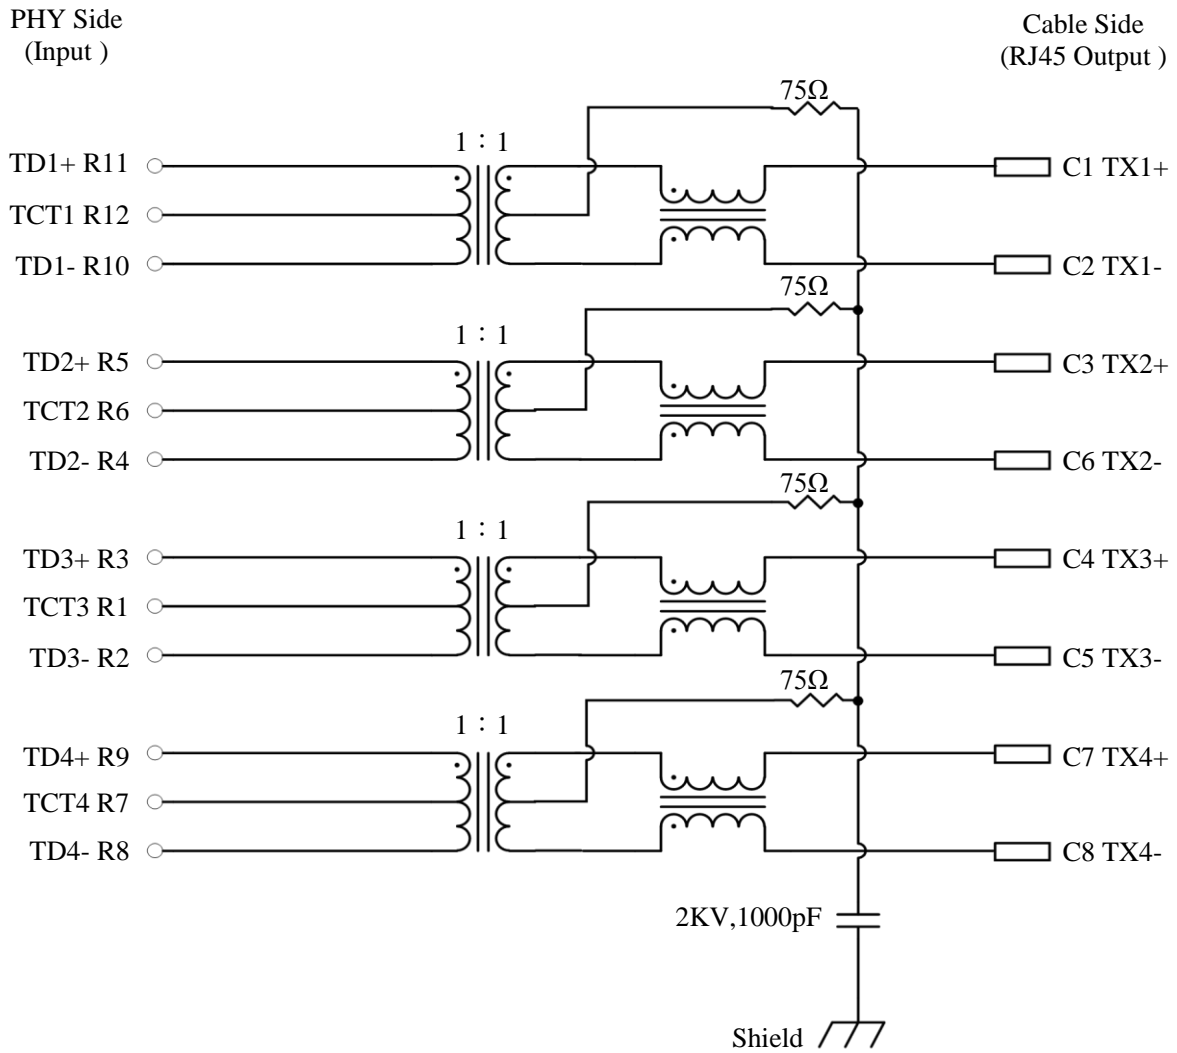 PHY Side
(Input )
Cable Side
(RJ45 Output )
75Ω
1 : 1
TD1+ R11
C1 TX1+
TCT1 R12
TD1- R10
C2 TX1-
75Ω
1 : 1
TD2+ R5
C3 TX2+
TCT2 R6
TD2- R4
C6 TX2-
75Ω
1 : 1
TD3+ R3
C4 TX3+
TCT3 R1
TD3- R2
C5 TX3-
75Ω
1 : 1
TD4+ R9
C7 TX4+
TCT4 R7
TD4- R8
C8 TX4-
2KV,1000pF
Shield